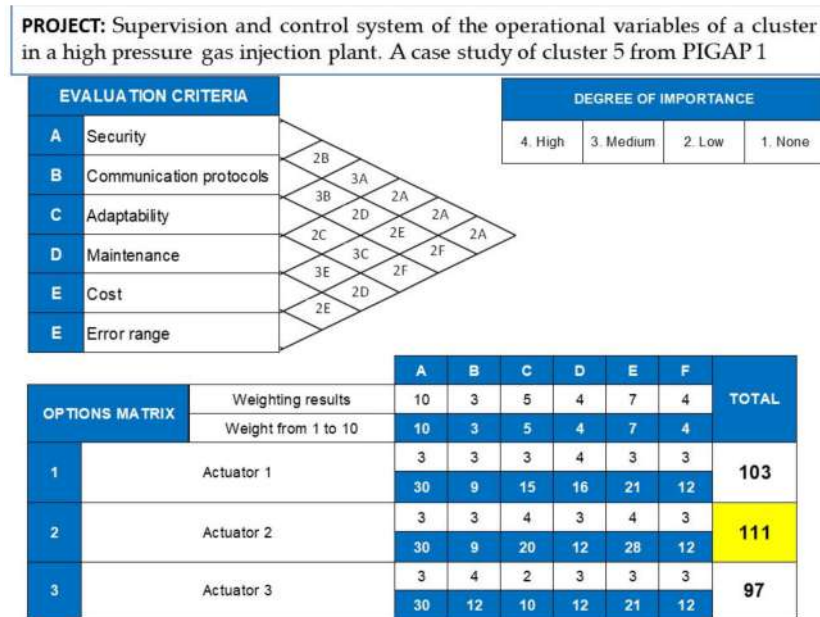 PROJECT: Supervision and control system of the operational variables of a cluster
in a high pressure gas injection plant. A case study of cluster 5 from PIGAP 1
EVALUATION CRITERIA
DEGREE OF IMPORTANCE
4. High 3. Medium 2. Low 1. None
A Security
B Communication protocols
C Adaptability
D Maintenance
E Cost
E Error range
2B
3A
3B 2A
2D 2A
2C 2E 2A
3C 2F
3E 2F
2D
2E
A B C D E F TOTAL
OPTIONS MATRIX
Weighting results 10 3 5 4 7 4
Weight from 1 to 10 10 3 5 4 7 4
1 Actuator 1 3 3 3 4 3 3 103
30 9 15 16 21 12
2 Actuator 2 3 3 4 3 4 3 111
30 9 20 12 28 12
3 Actuator 3 3 4 2 3 3 3 97
30 12 10 12 21 12